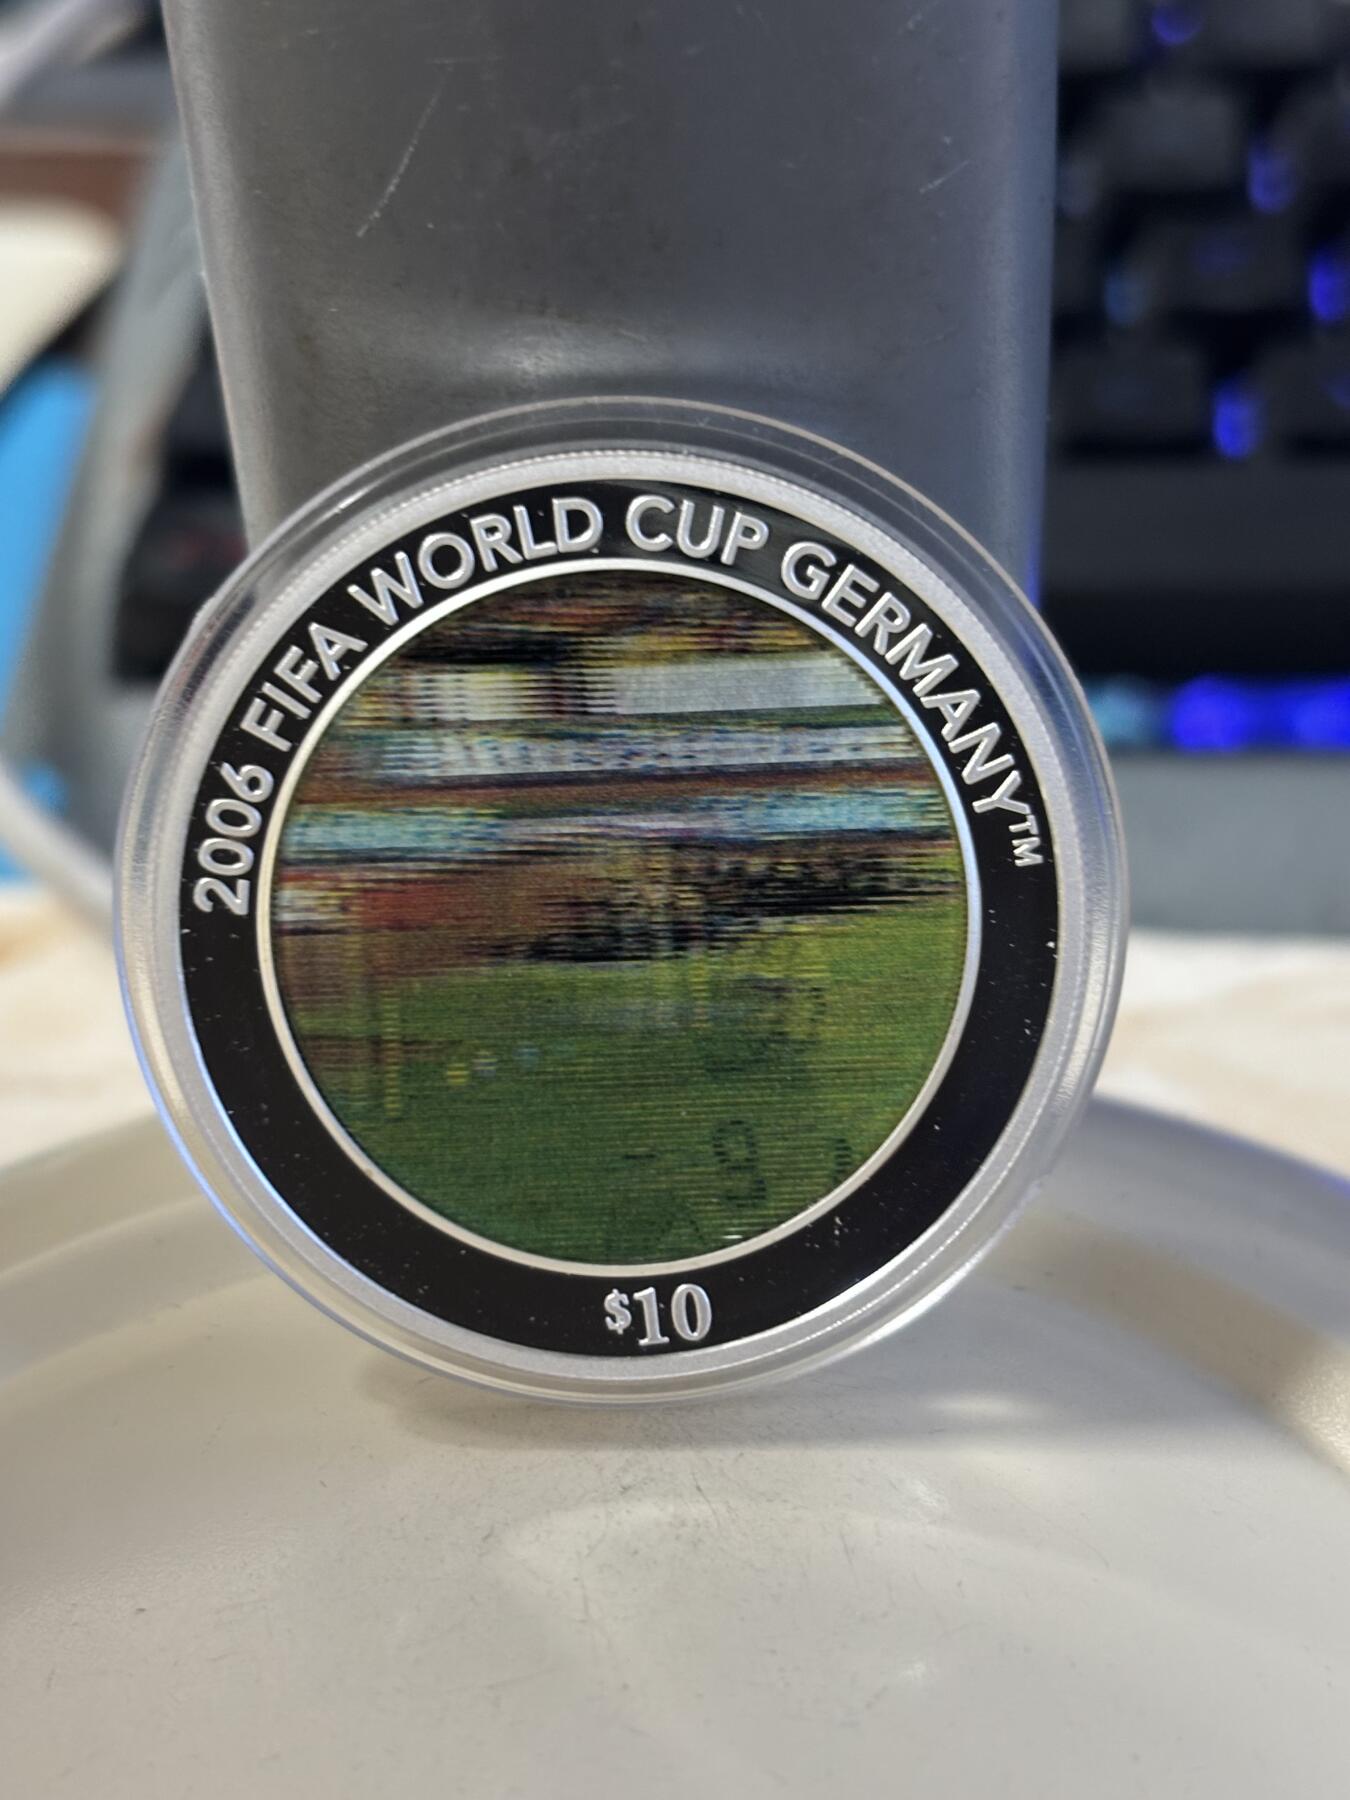 2006 FIFA WORLD CUP GERMANY™
$10